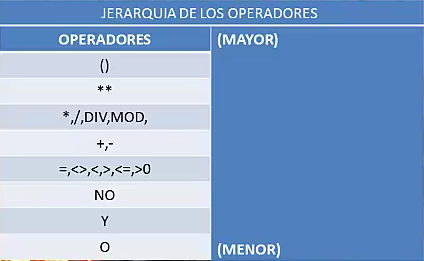 JERARQUIA DE LOS OPERADORES
OPERADORES (MAYOR)
()
**
*,/,DIV,MOD,
+,-
=,<>,<,>,<=,>0
NO
Y
O (MENOR)